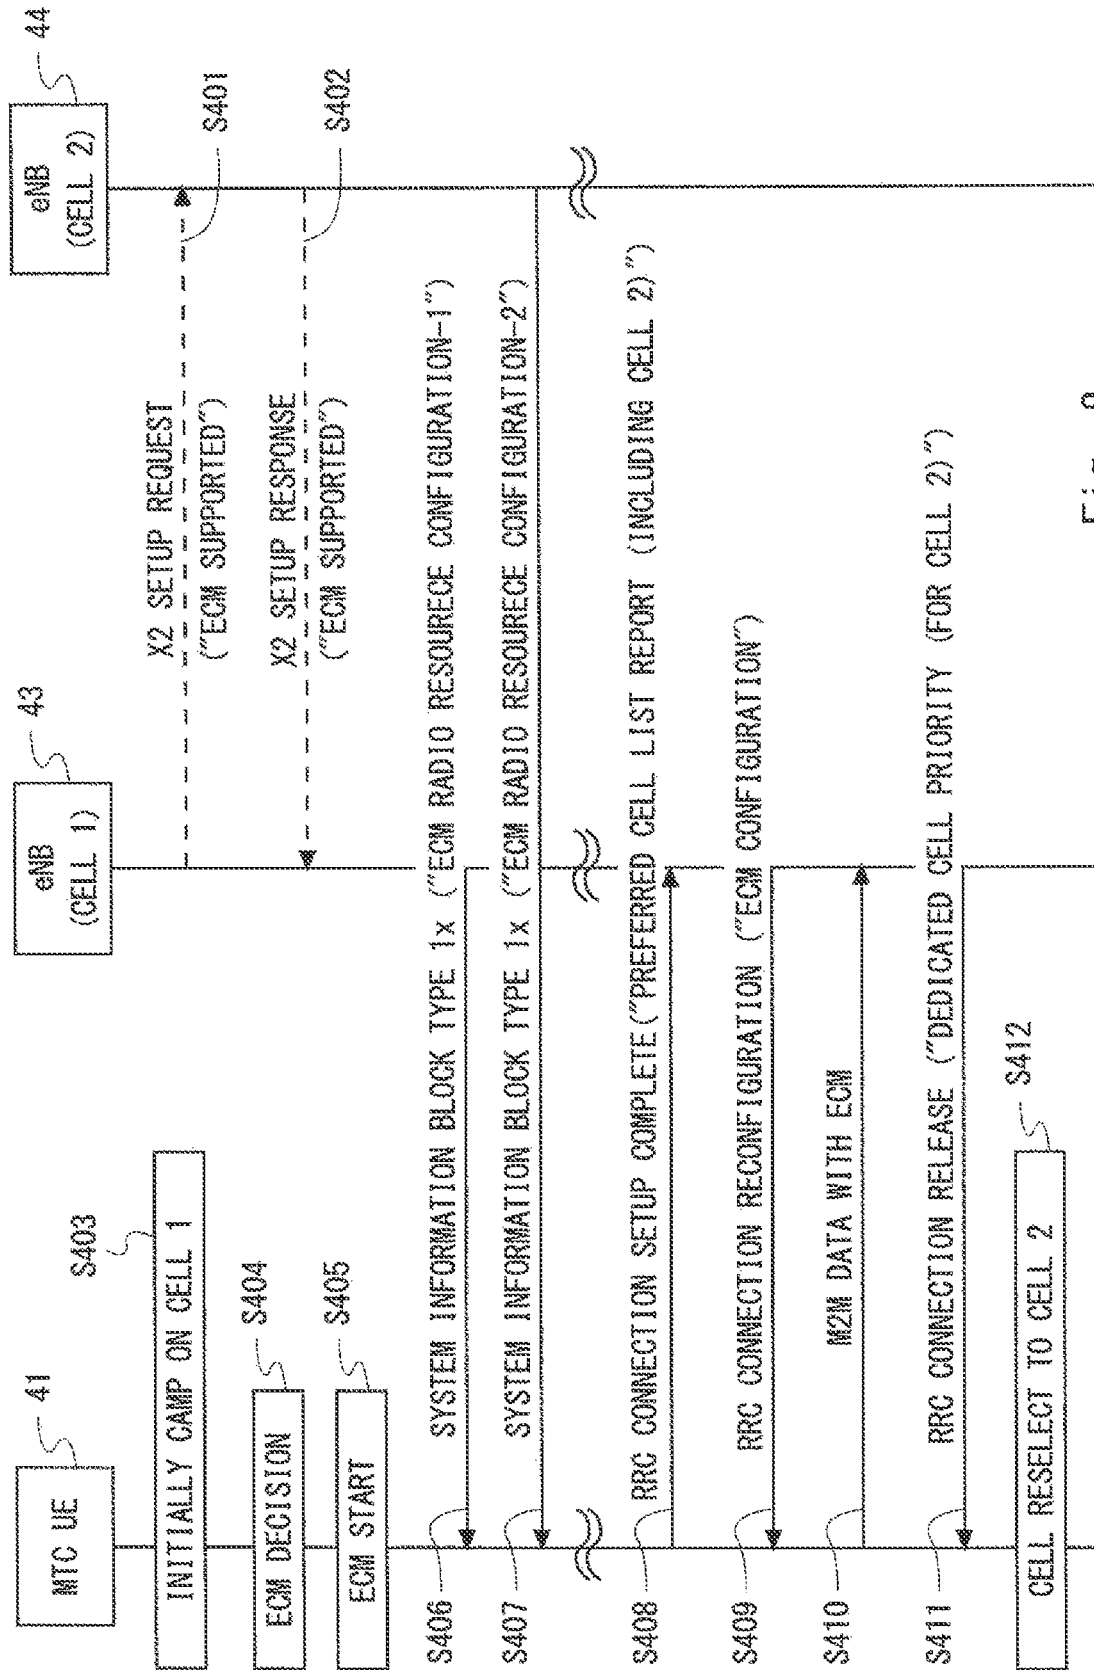 MTC UE
41
eNB
(CELL 1)
43
eNB
(CELL 2)
44
X2 SETUP REQUEST
("ECM SUPPORTED")
S401
X2 SETUP RESPONSE
("ECM SUPPORTED")
S402
INITIALLY CAMP ON CELL 1
S403
ECM DECISION
S404
ECM START
S405
SYSTEM INFORMATION BLOCK TYPE 1x ("ECM RADIO RESOURECE CONFIGURATION-1")
S406
SYSTEM INFORMATION BLOCK TYPE 1x ("ECM RADIO RESOURECE CONFIGURATION-2")
S407
RRC CONNECTION SETUP COMPLETE("PREFERRED CELL LIST REPORT (INCLUDING CELL 2)")
S408
RRC CONNECTION RECONFIGURATION ("ECM CONFIGURATION")
S409
M2M DATA WITH ECM
S410
RRC CONNECTION RELEASE ("DEDICATED CELL PRIORITY (FOR CELL 2)")
S411
CELL RESELECT TO CELL 2
S412